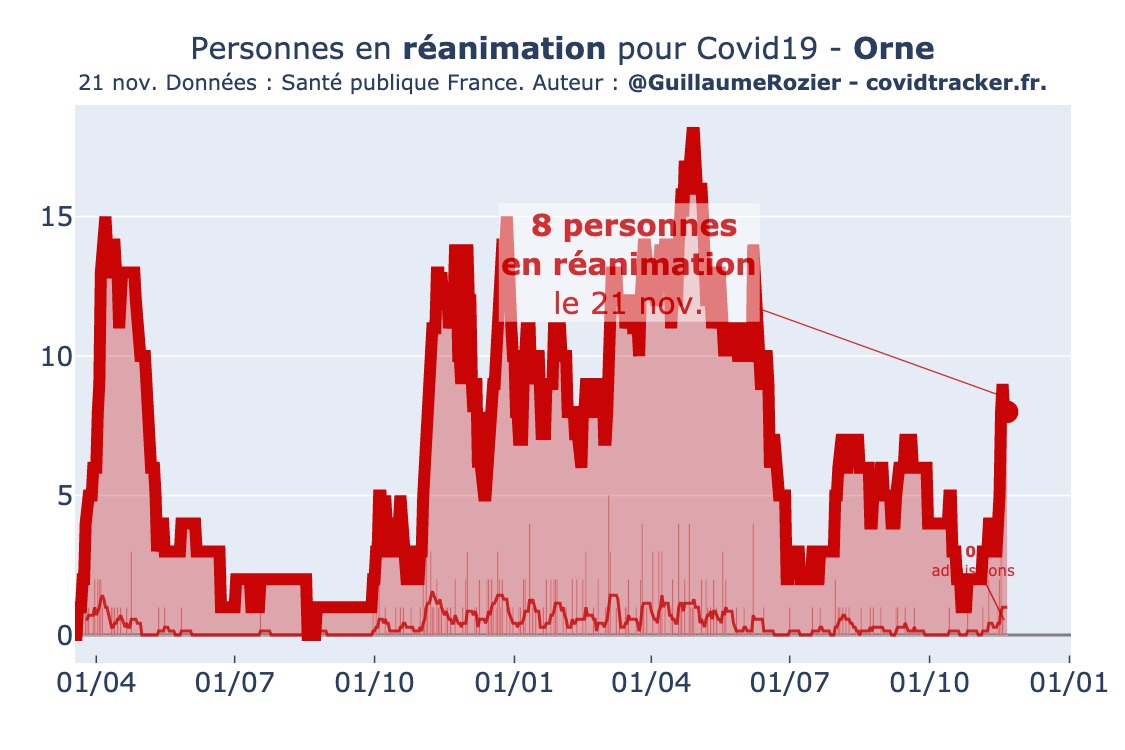 Personnes en réanimation pour Covid19 - Orne
21 nov. Données : Santé publique France. Auteur : @GuillaumeRozier - covidtracker.fr.
15
8 personnes
en réanimation
le 21 nov.
10
5
0
admissions
0
01/04 01/07 01/10 01/01 01/04 01/07 01/10 01/01